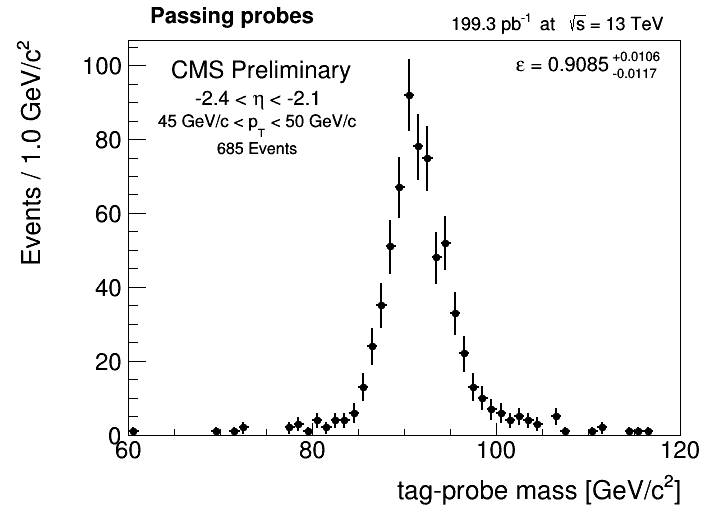 Passing probes
199.3 pb⁻¹ at √s = 13 TeV
CMS Preliminary
ε = 0.9085 +0.0106 -0.0117
-2.4 < η < -2.1
45 GeV/c < p_T < 50 GeV/c
685 Events
Events / 1.0 GeV/c²
100
80
60
40
20
0
60 80 100 120
tag-probe mass [GeV/c²]